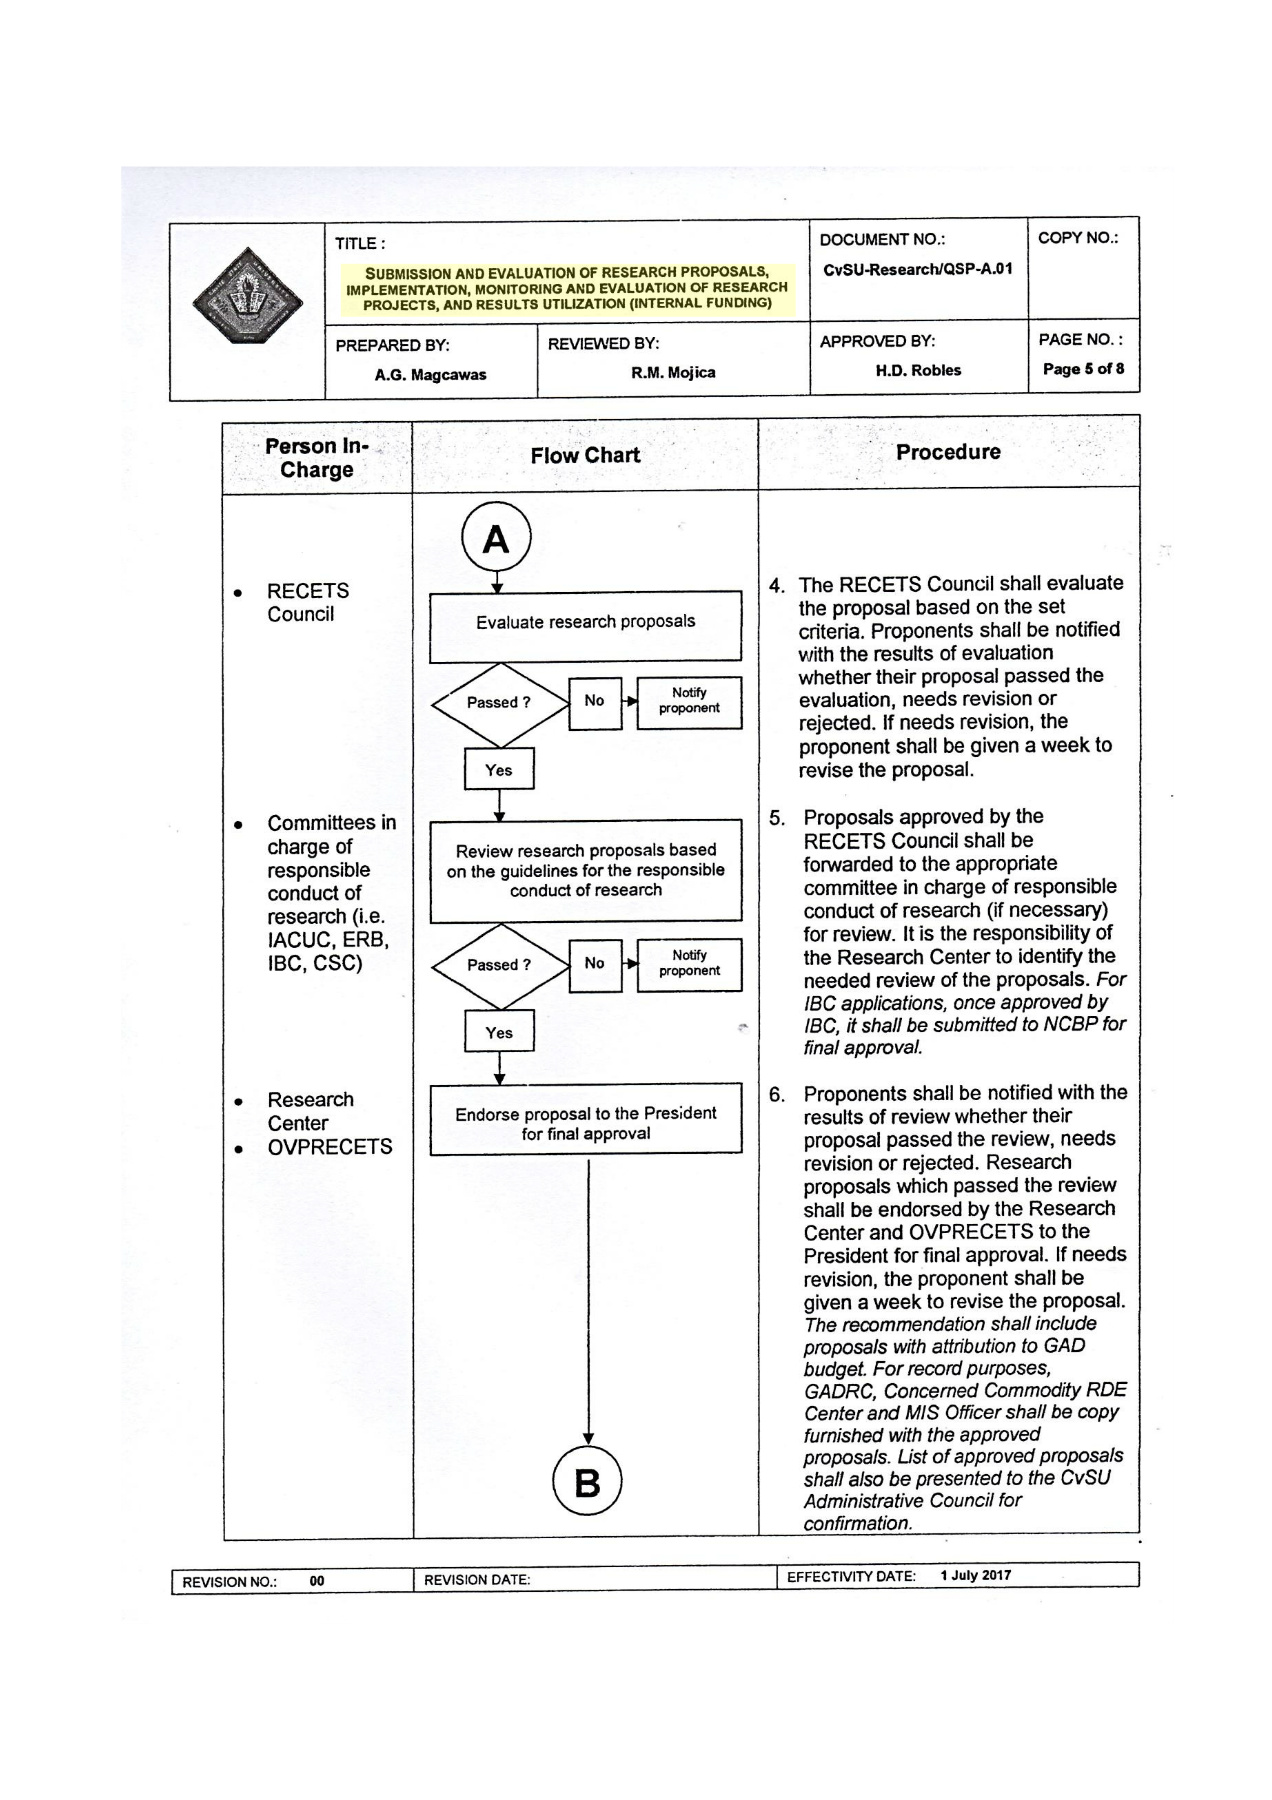 TITLE :
SUBMISSION AND EVALUATION OF RESEARCH PROPOSALS,
IMPLEMENTATION, MONITORING AND EVALUATION OF RESEARCH
PROJECTS, AND RESULTS UTILIZATION (INTERNAL FUNDING)
DOCUMENT NO.:
CvSU-Research/QSP-A.01
COPY NO.:
PREPARED BY:
A.G. Magcawas
REVIEWED BY:
R.M. Mojica
APPROVED BY:
H.D. Robles
PAGE NO. :
Page 5 of 8
Person In-
Charge
Flow Chart
Procedure
A
• RECETS
Council
Evaluate research proposals
Passed ?
No
Notify
proponent
Yes
4. The RECETS Council shall evaluate
the proposal based on the set
criteria. Proponents shall be notified
with the results of evaluation
whether their proposal passed the
evaluation, needs revision or
rejected. If needs revision, the
proponent shall be given a week to
revise the proposal.
• Committees in
charge of
responsible
conduct of
research (i.e.
IACUC, ERB,
IBC, CSC)
Review research proposals based
on the guidelines for the responsible
conduct of research
Passed ?
No
Notify
proponent
Yes
5. Proposals approved by the
RECETS Council shall be
forwarded to the appropriate
committee in charge of responsible
conduct of research (if necessary)
for review. It is the responsibility of
the Research Center to identify the
needed review of the proposals. For
IBC applications, once approved by
IBC, it shall be submitted to NCBP for
final approval.
• Research
Center
• OVPRECETS
Endorse proposal to the President
for final approval
B
6. Proponents shall be notified with the
results of review whether their
proposal passed the review, needs
revision or rejected. Research
proposals which passed the review
shall be endorsed by the Research
Center and OVPRECETS to the
President for final approval. If needs
revision, the proponent shall be
given a week to revise the proposal.
The recommendation shall include
proposals with attribution to GAD
budget. For record purposes,
GADRC, Concerned Commodity RDE
Center and MIS Officer shall be copy
furnished with the approved
proposals. List of approved proposals
shall also be presented to the CvSU
Administrative Council for
confirmation.
REVISION NO.: 00
REVISION DATE:
EFFECTIVITY DATE: 1 July 2017